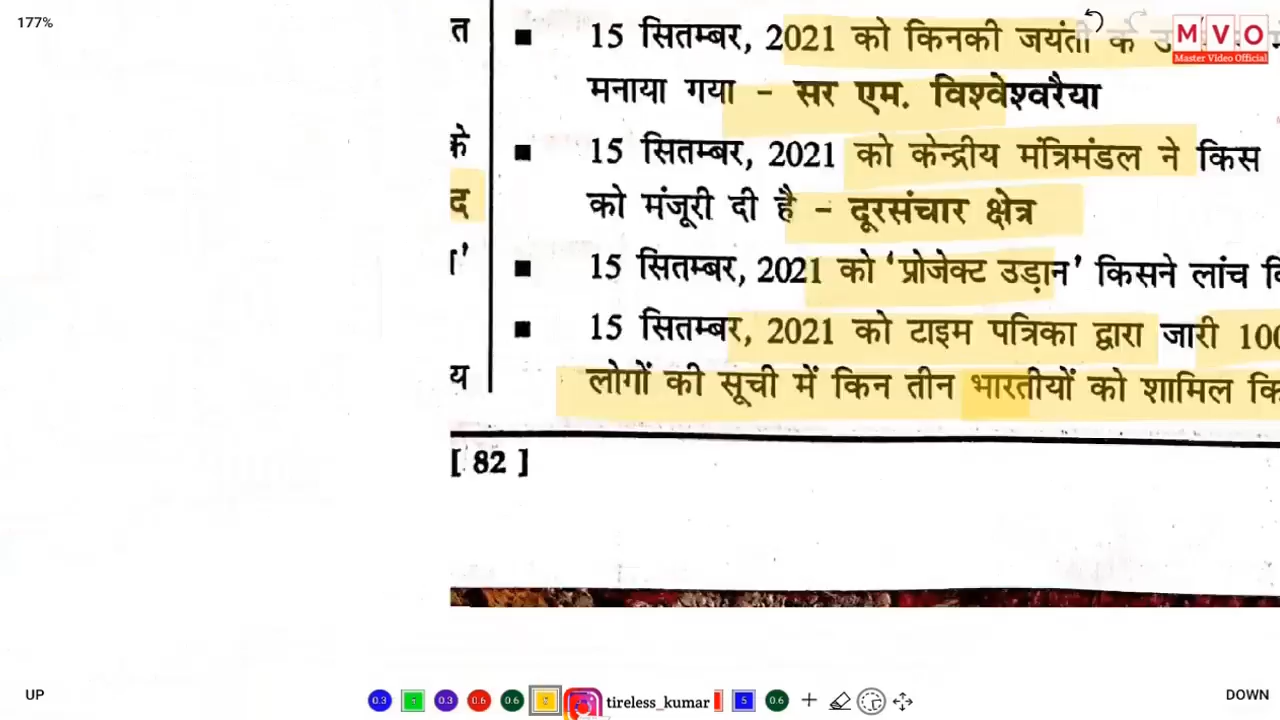 177%
त
■ 15 सितम्बर, 2021 को किनकी जयंती के
M V O
Master Video Official
मनाया गया - सर एम. विश्वेश्वरैया
के
■ 15 सितम्बर, 2021 को केन्द्रीय मंत्रिमंडल ने किस
द
को मंजूरी दी है - दूरसंचार क्षेत्र
■ 15 सितम्बर, 2021 को 'प्रोजेक्ट उड़ान' किसने लांच
■ 15 सितम्बर, 2021 को टाइम पत्रिका द्वारा जारी 100
य
लोगों की सूची में किन तीन भारतीयों को शामिल
[ 82 ]
UP
0.3 0.3 0.6 0.6 tireless_kumar 5 0.6
DOWN